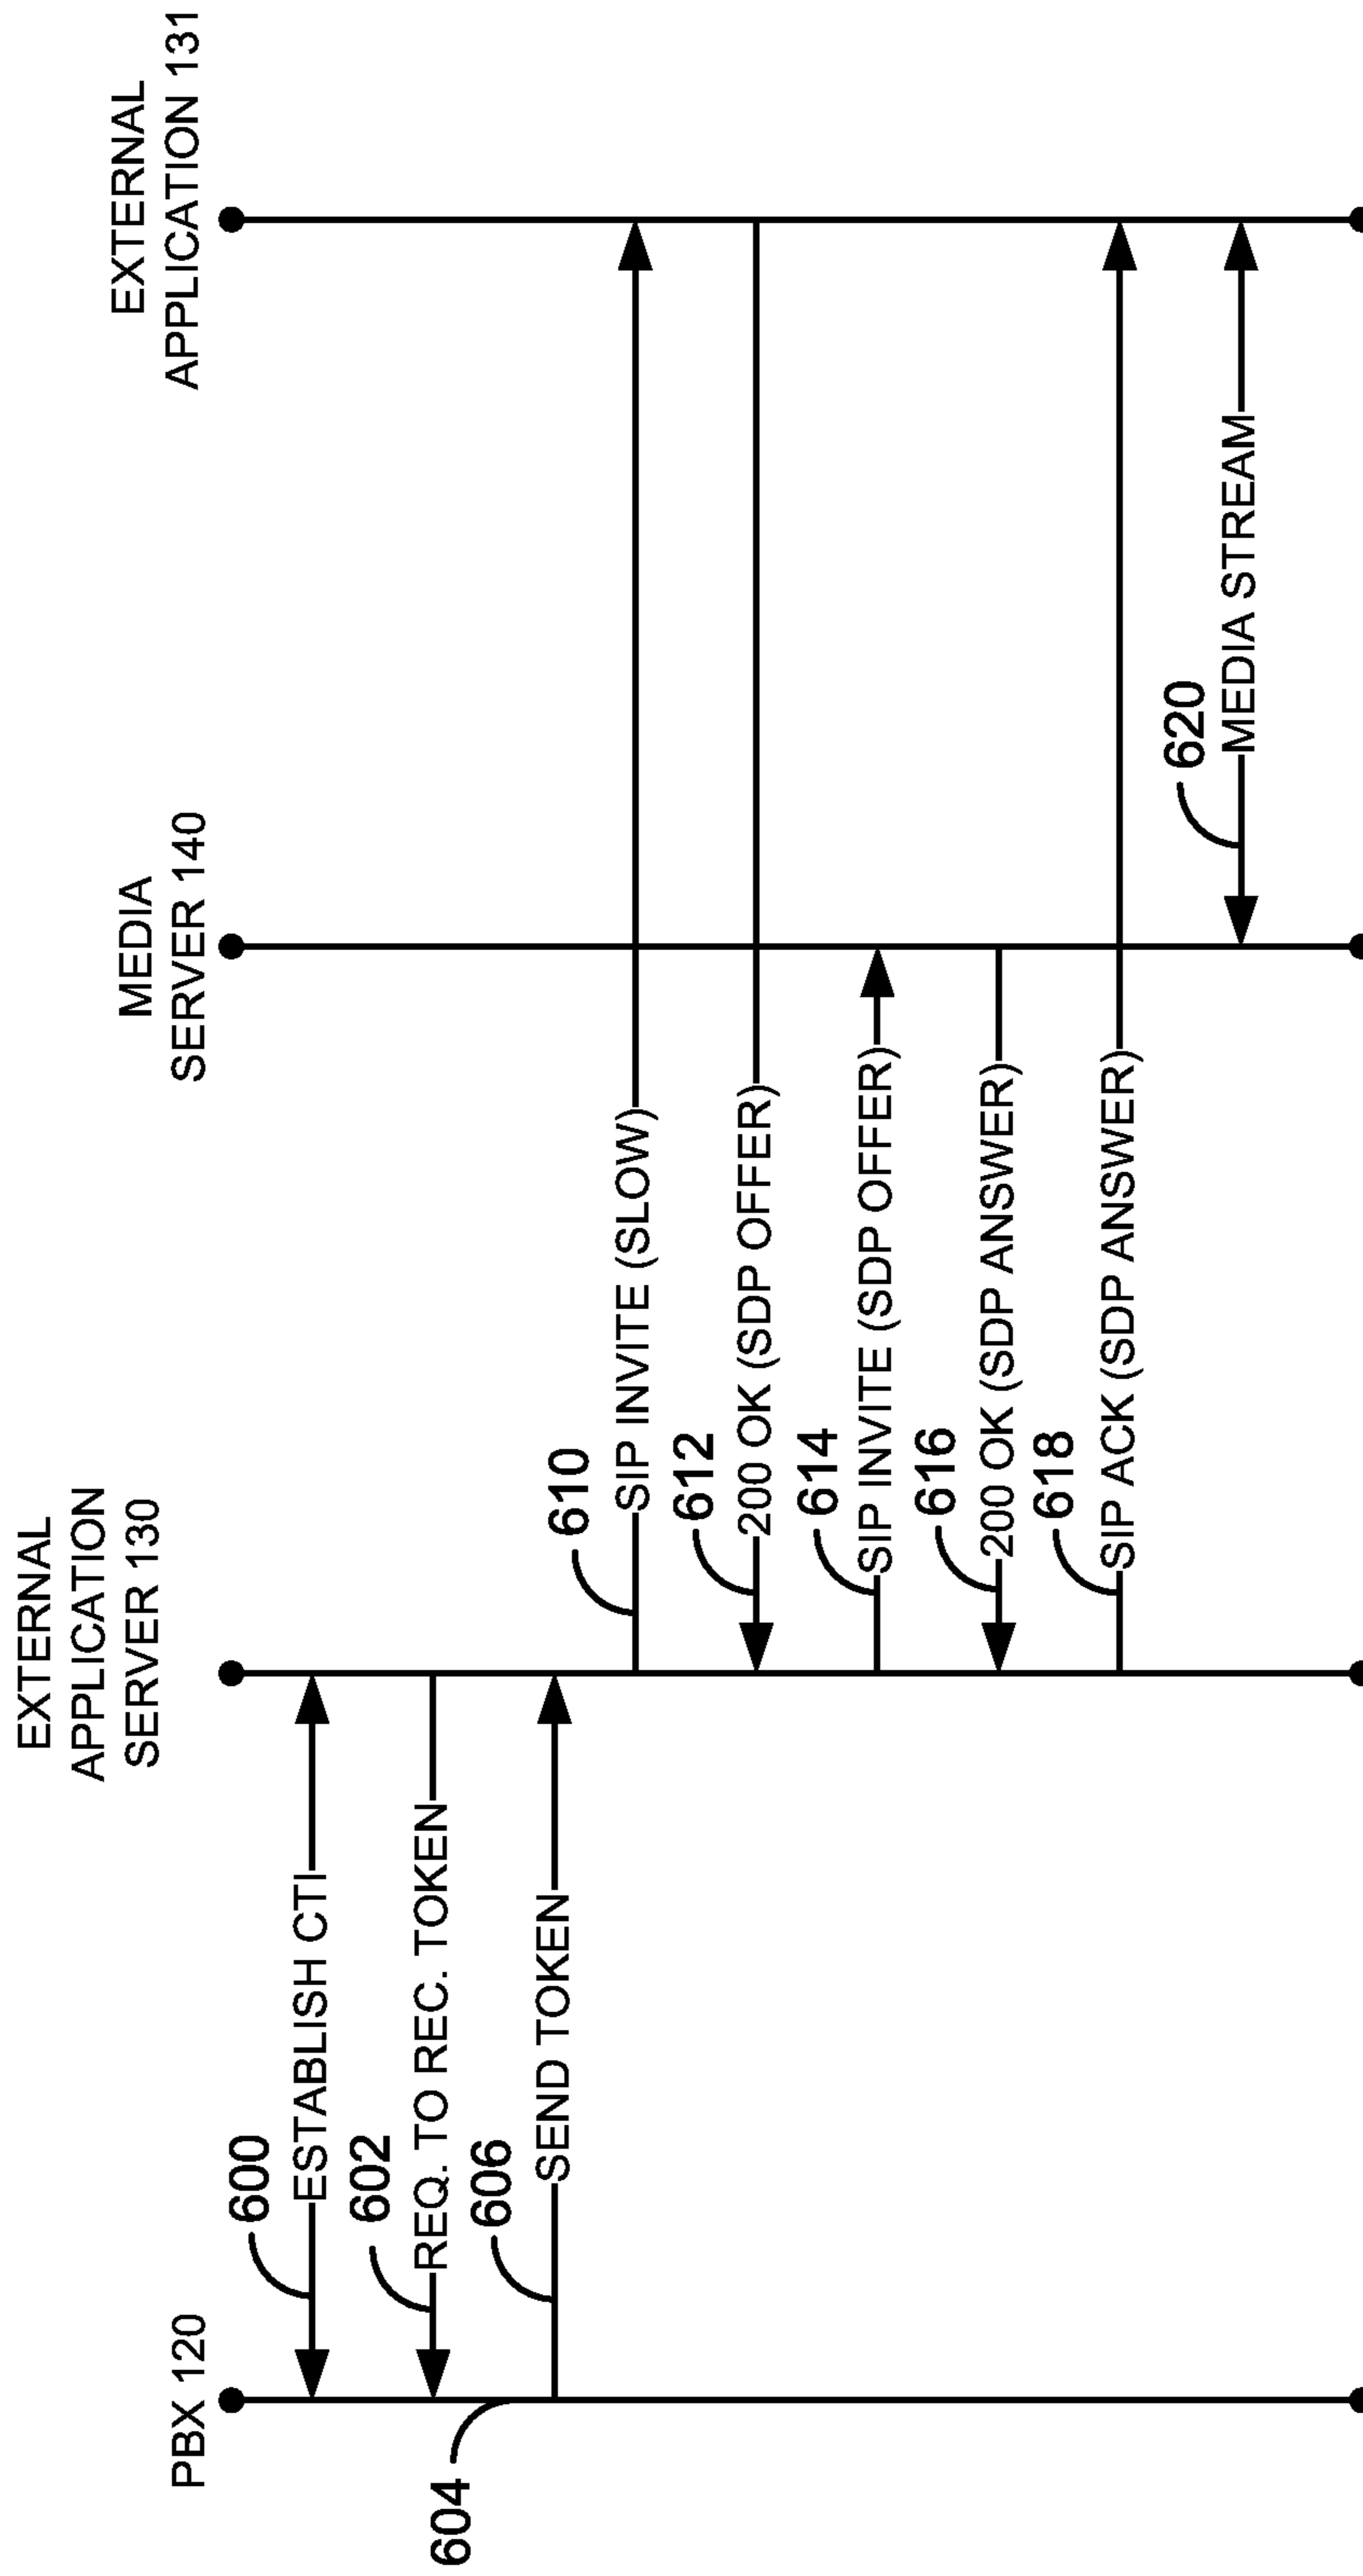 PBX 120
EXTERNAL
APPLICATION
SERVER 130
MEDIA
SERVER 140
EXTERNAL
APPLICATION 131
600
ESTABLISH CTI
602
REQ. TO REC. TOKEN
604
606
SEND TOKEN
610
SIP INVITE (SLOW)
612
200 OK (SDP OFFER)
614
SIP INVITE (SDP OFFER)
616
200 OK (SDP ANSWER)
618
SIP ACK (SDP ANSWER)
620
MEDIA STREAM